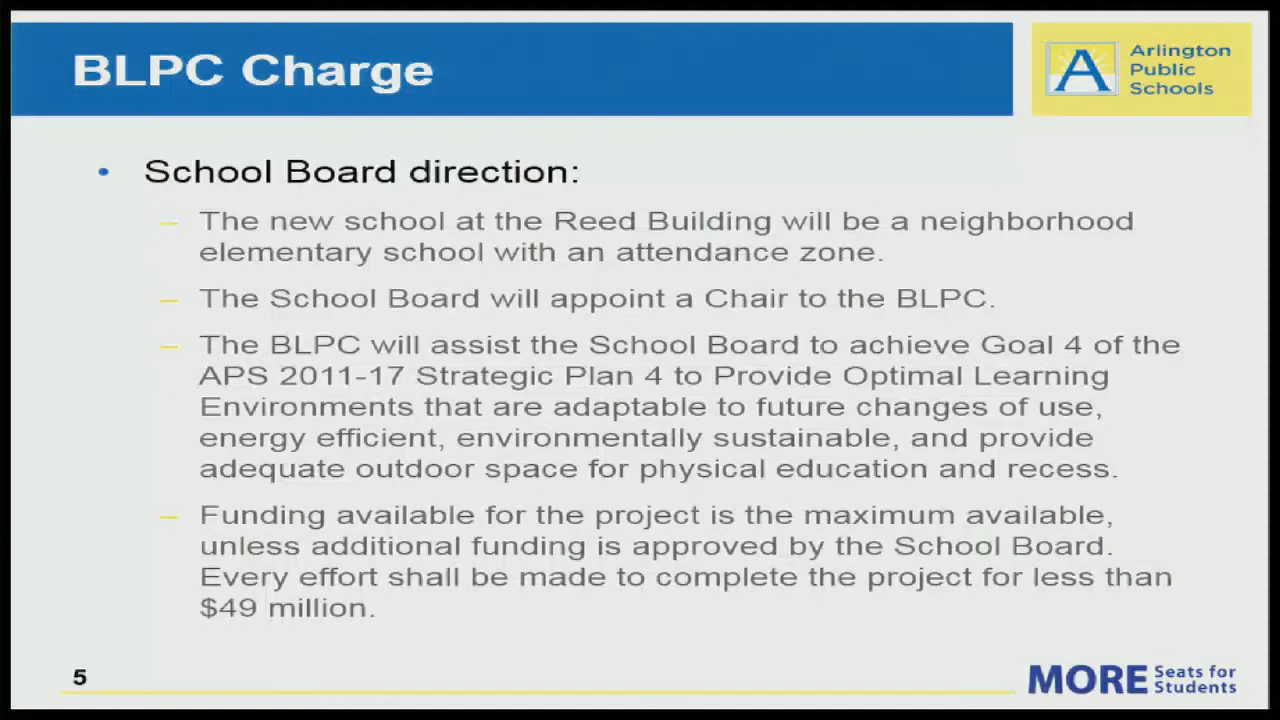 BLPC Charge
A
Arlington
Public
Schools
• School Board direction:
– The new school at the Reed Building will be a neighborhood
elementary school with an attendance zone.
– The School Board will appoint a Chair to the BLPC.
– The BLPC will assist the School Board to achieve Goal 4 of the
APS 2011-17 Strategic Plan 4 to Provide Optimal Learning
Environments that are adaptable to future changes of use,
energy efficient, environmentally sustainable, and provide
adequate outdoor space for physical education and recess.
– Funding available for the project is the maximum available,
unless additional funding is approved by the School Board.
Every effort shall be made to complete the project for less than
$49 million.
5
MORE Seats for
Students